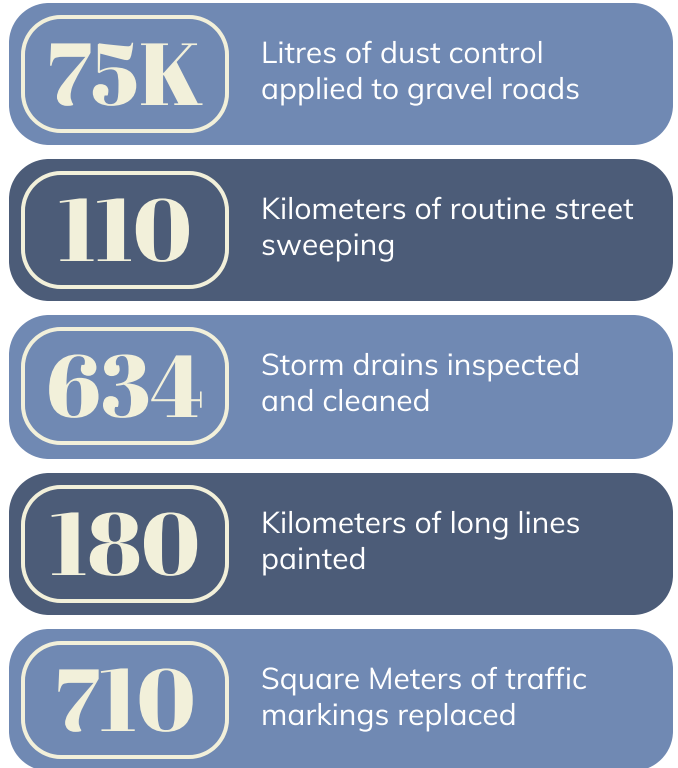 75K
Litres of dust control
applied to gravel roads
110
Kilometers of routine street
sweeping
634
Storm drains inspected
and cleaned
180
Kilometers of long lines
painted
710
Square Meters of traffic
markings replaced